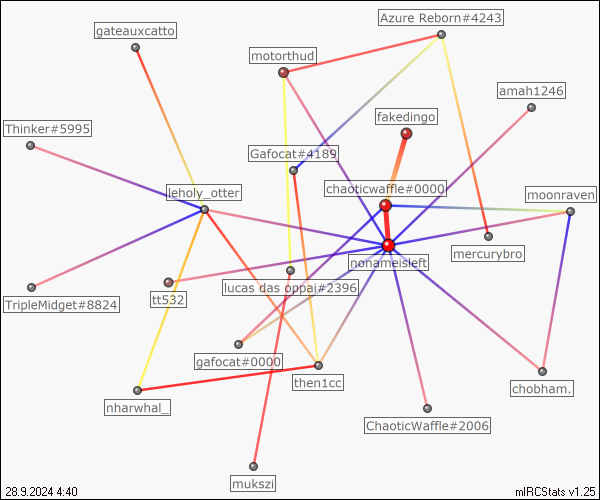 Azure Reborn#4243
gateauxcatto
motorthud
amah1246
fakedingo
Thinker#5995
Gafocat#4189
leholy_otter
chaoticwaffle#0000
moonraven
mercurybro
nonameisleft
lucas das oppai#2396
tt532
TripleMidget#8824
gafocat#0000
then1cc
chobham.
nharwhal_
ChaoticWaffle#2006
mukszi
28.9.2024 4:40
mIRCStats v1.25